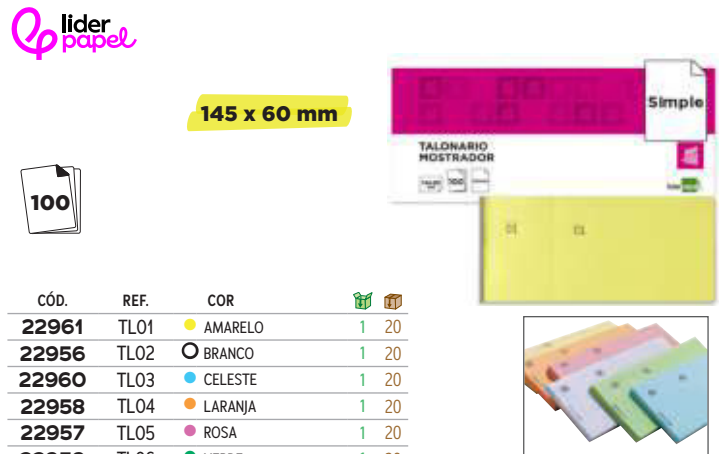 lider
papel
145 x 60 mm
Simple
TALONARIO
MOSTRADOR
100
100
CÓD. REF. COR
22961 TL01 AMARELO 1 20
22956 TL02 BRANCO 1 20
22960 TL03 CELESTE 1 20
22958 TL04 LARANJA 1 20
22957 TL05 ROSA 1 20